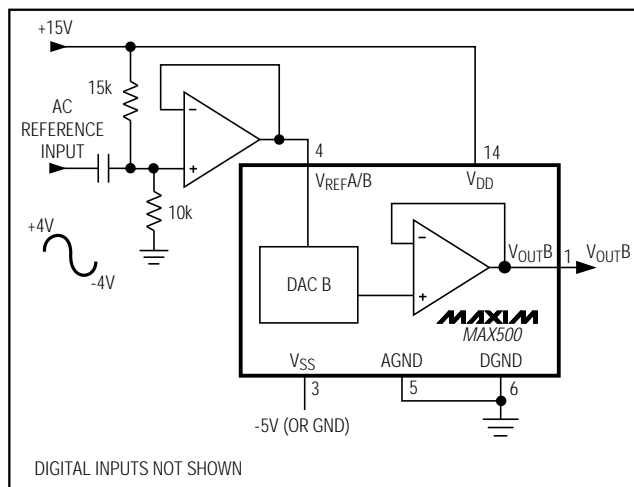 +15V
15k
AC
REFERENCE
INPUT
4
14
VREFA/B
VDD
10k
+4V
-4V
DAC B
VOUTB
1
VOUTB
MAXIM
MAX500
VSS
AGND
DGND
3
5
6
-5V (OR GND)
DIGITAL INPUTS NOT SHOWN